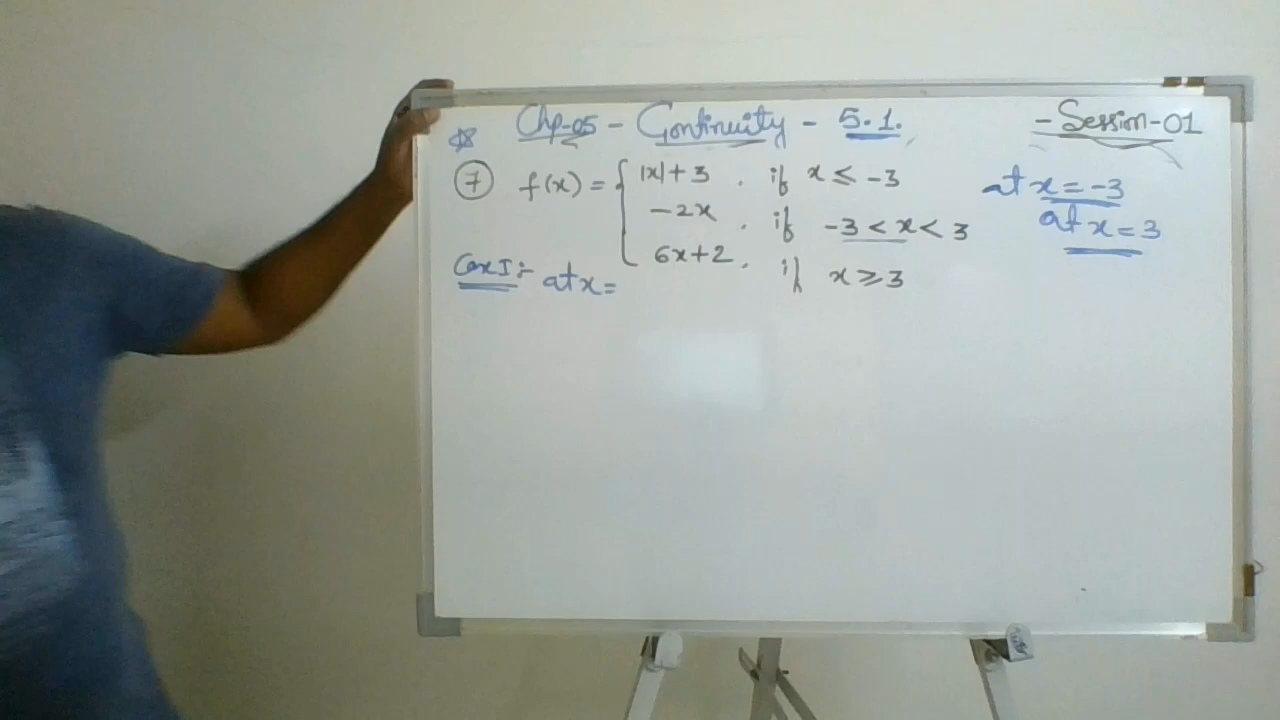 Chp-05 - Continuity - 5.1.
- Session-01
⑦ f(x) = { |x|+3 , if x ≤ -3
-2x , if -3 < x < 3
6x+2 , if x ≥ 3
at x = -3
at x = 3
Case I :- at x =